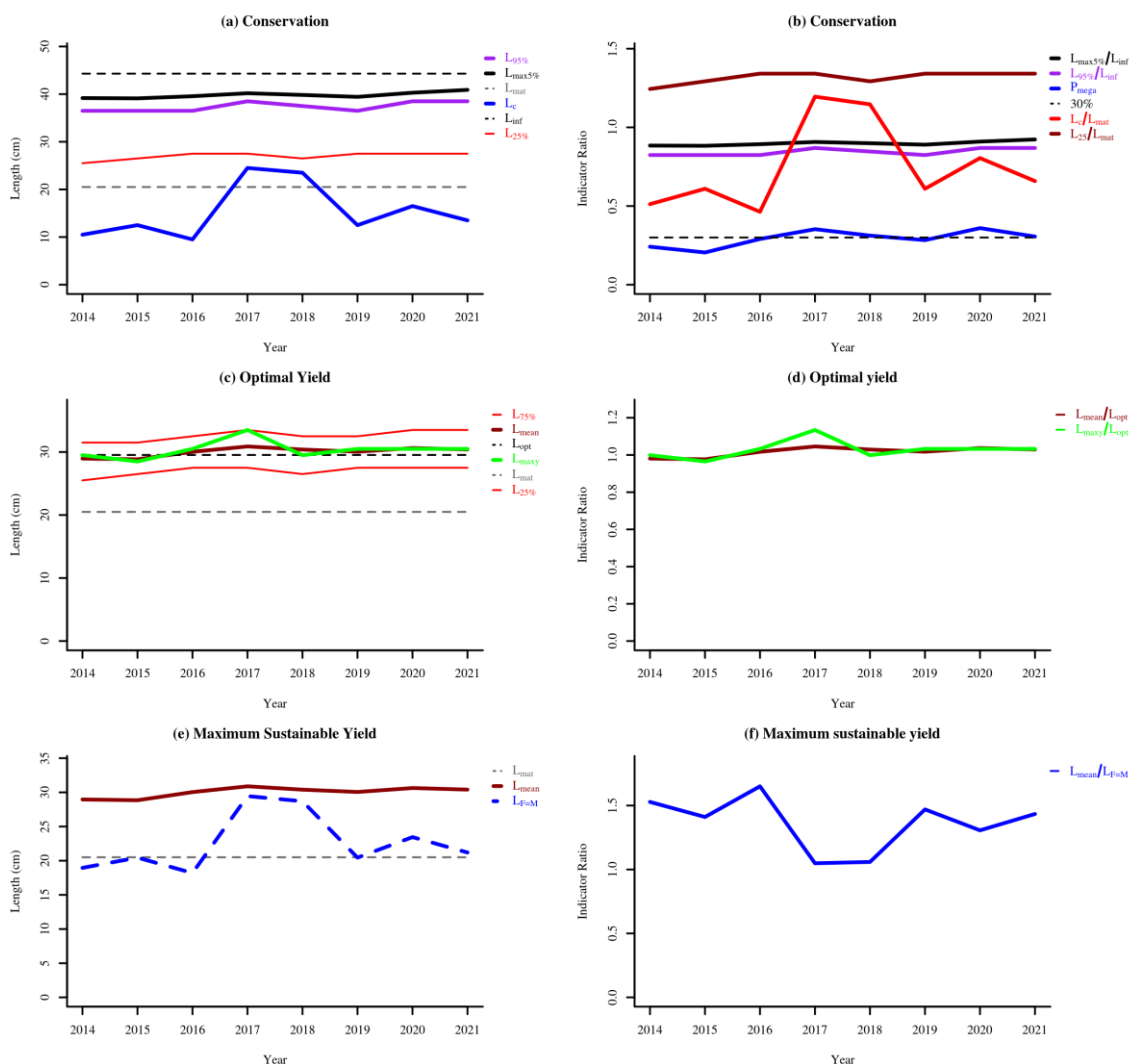 (a) Conservation
Length (cm)
0 10 20 30 40 50
2014 2015 2016 2017 2018 2019 2020 2021
Year
L95%
Lmax5%
Lmat
Lc
Linf
L25%
(b) Conservation
Indicator Ratio
0.0 0.5 1.0 1.5
2014 2015 2016 2017 2018 2019 2020 2021
Year
Lmax5%/Linf
L95%/Linf
Pmega
30%
Lc/Lmat
L25/Lmat
(c) Optimal Yield
Length (cm)
0 10 20 30
2014 2015 2016 2017 2018 2019 2020 2021
Year
L75%
Lmean
Lopt
Lmaxy
Lmat
L25%
(d) Optimal yield
Indicator Ratio
0.0 0.2 0.4 0.6 0.8 1.0 1.2
2014 2015 2016 2017 2018 2019 2020 2021
Year
Lmean/Lopt
Lmaxy/Lopt
(e) Maximum Sustainable Yield
Length (cm)
0 5 10 15 20 25 30 35
2014 2015 2016 2017 2018 2019 2020 2021
Year
Lmat
Lmean
LF=M
(f) Maximum sustainable yield
Indicator Ratio
0.0 0.5 1.0 1.5
2014 2015 2016 2017 2018 2019 2020 2021
Year
Lmean/LF=M